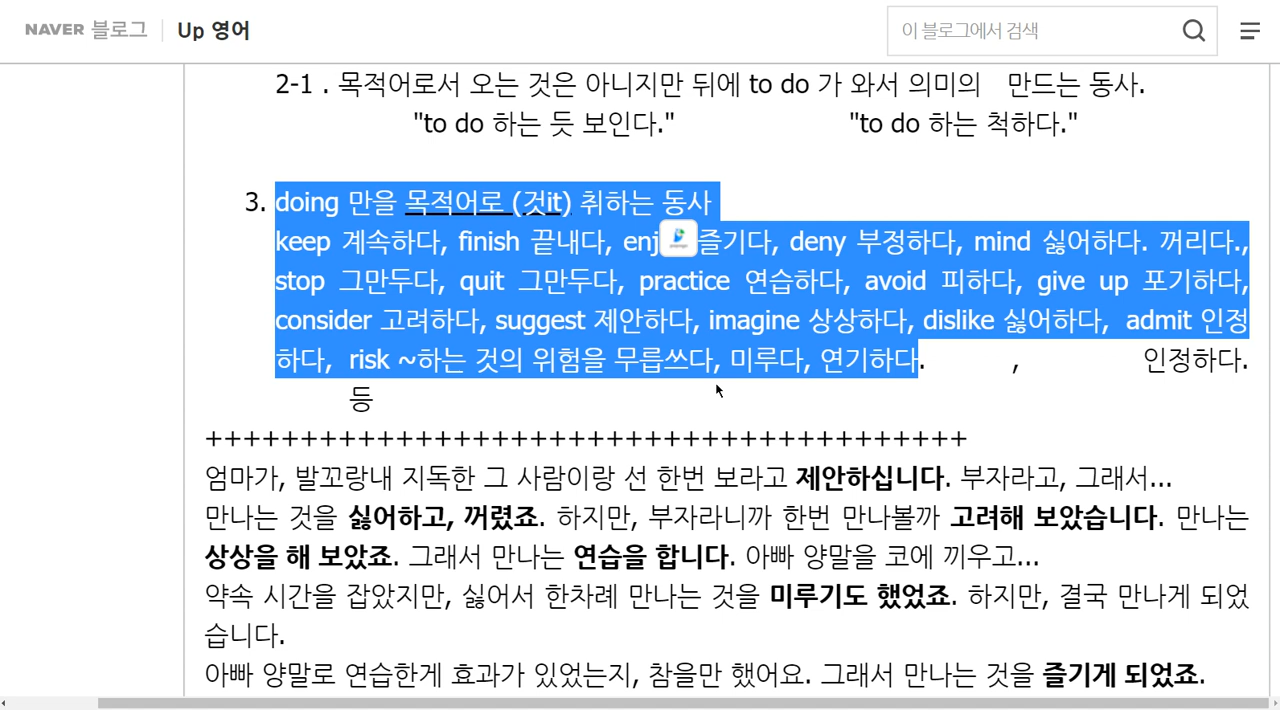 NAVER 블로그 Up 영어 이 블로그에서 검색
2-1 . 목적어로서 오는 것은 아니지만 뒤에 to do 가 와서 의미의 만드는 동사.
"to do 하는 듯 보인다." "to do 하는 척하다."
3. doing 만을 목적어로 (것it) 취하는 동사
keep 계속하다, finish 끝내다, enj 즐기다, deny 부정하다, mind 싫어하다. 꺼리다.,
stop 그만두다, quit 그만두다, practice 연습하다, avoid 피하다, give up 포기하다,
consider 고려하다, suggest 제안하다, imagine 상상하다, dislike 싫어하다, admit 인정
하다, risk ~하는 것의 위험을 무릅쓰다, 미루다, 연기하다. , 인정하다.
등
++++++++++++++++++++++++++++++++++++++++
엄마가, 발꼬랑내 지독한 그 사람이랑 선 한번 보라고 제안하십니다. 부자라고, 그래서...
만나는 것을 싫어하고, 꺼렸죠. 하지만, 부자라니까 한번 만나볼까 고려해 보았습니다. 만나는
상상을 해 보았죠. 그래서 만나는 연습을 합니다. 아빠 양말을 코에 끼우고...
약속 시간을 잡았지만, 싫어서 한차례 만나는 것을 미루기도 했었죠. 하지만, 결국 만나게 되었
습니다.
아빠 양말로 연습한게 효과가 있었는지, 참을만 했어요. 그래서 만나는 것을 즐기게 되었죠.